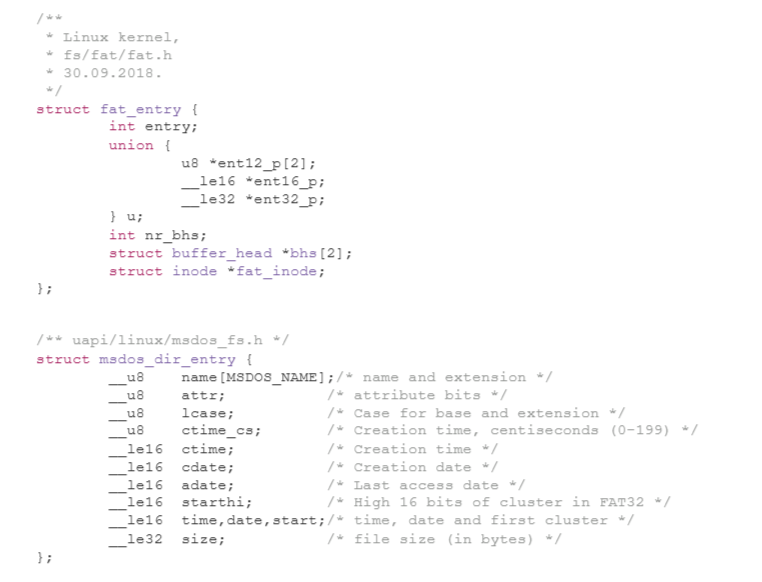 /**
 * Linux kernel,
 * fs/fat/fat.h
 * 30.09.2018.
 */
struct fat_entry {
        int entry;
        union {
                u8 *ent12_p[2];
                __le16 *ent16_p;
                __le32 *ent32_p;
        } u;
        int nr_bhs;
        struct buffer_head *bhs[2];
        struct inode *fat_inode;
};
/** uapi/linux/msdos_fs.h */
struct msdos_dir_entry {
        __u8    name[MSDOS_NAME];/* name and extension */
        __u8    attr;           /* attribute bits */
        __u8    lcase;          /* Case for base and extension */
        __u8    ctime_cs;       /* Creation time, centiseconds (0-199) */
        __le16  ctime;          /* Creation time */
        __le16  cdate;          /* Creation date */
        __le16  adate;          /* Last access date */
        __le16  starthi;        /* High 16 bits of cluster in FAT32 */
        __le16  time,date,start;/* time, date and first cluster */
        __le32  size;           /* file size (in bytes) */
};